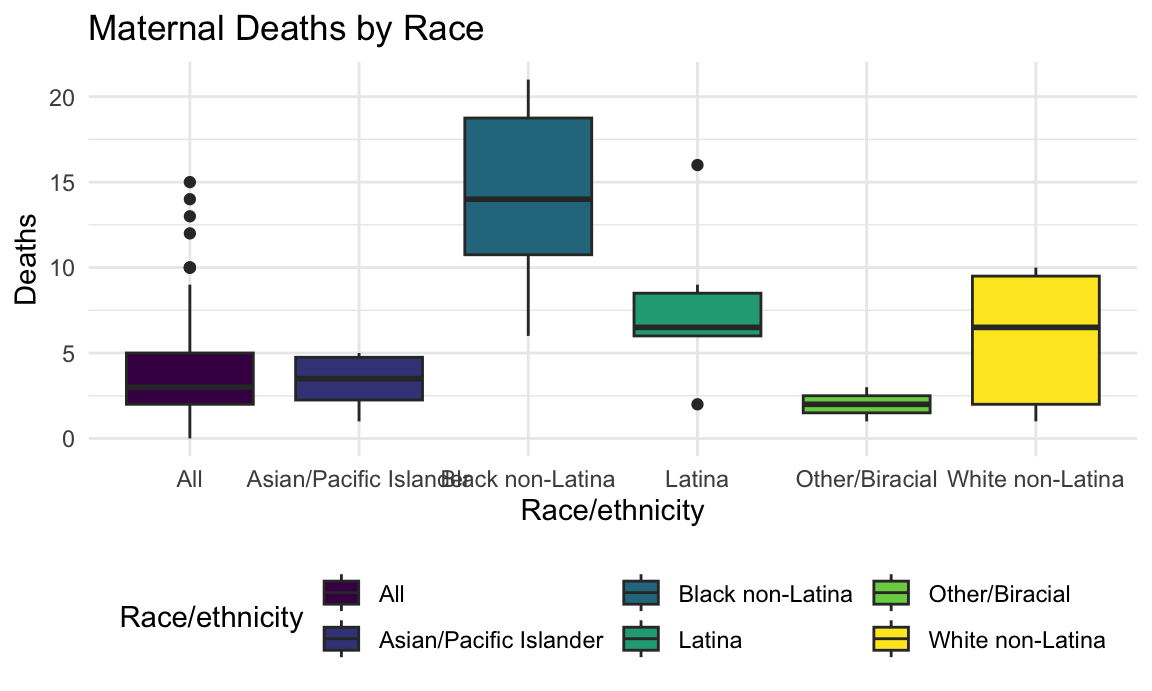 Maternal Deaths by Race
Deaths
20
15
10
5
0
All Asian/Pacific Islander Black non-Latina Latina Other/Biracial White non-Latina
Race/ethnicity
Race/ethnicity
All Black non-Latina Other/Biracial
Asian/Pacific Islander Latina White non-Latina